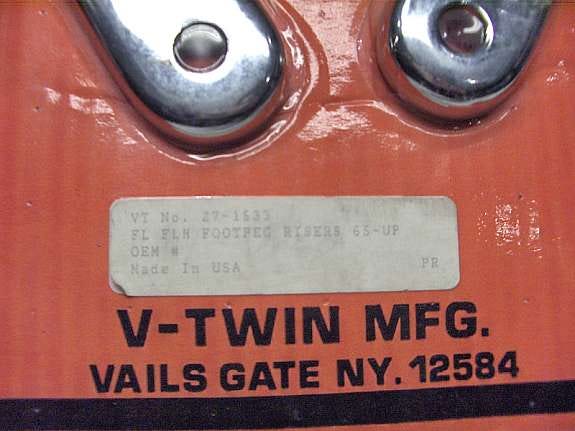 VT No. 27-1633
FL FLH FOOTPEG RISERS 65-UP
OEM #
Made In USA PR
V-TWIN MFG.
VAILS GATE NY. 12584